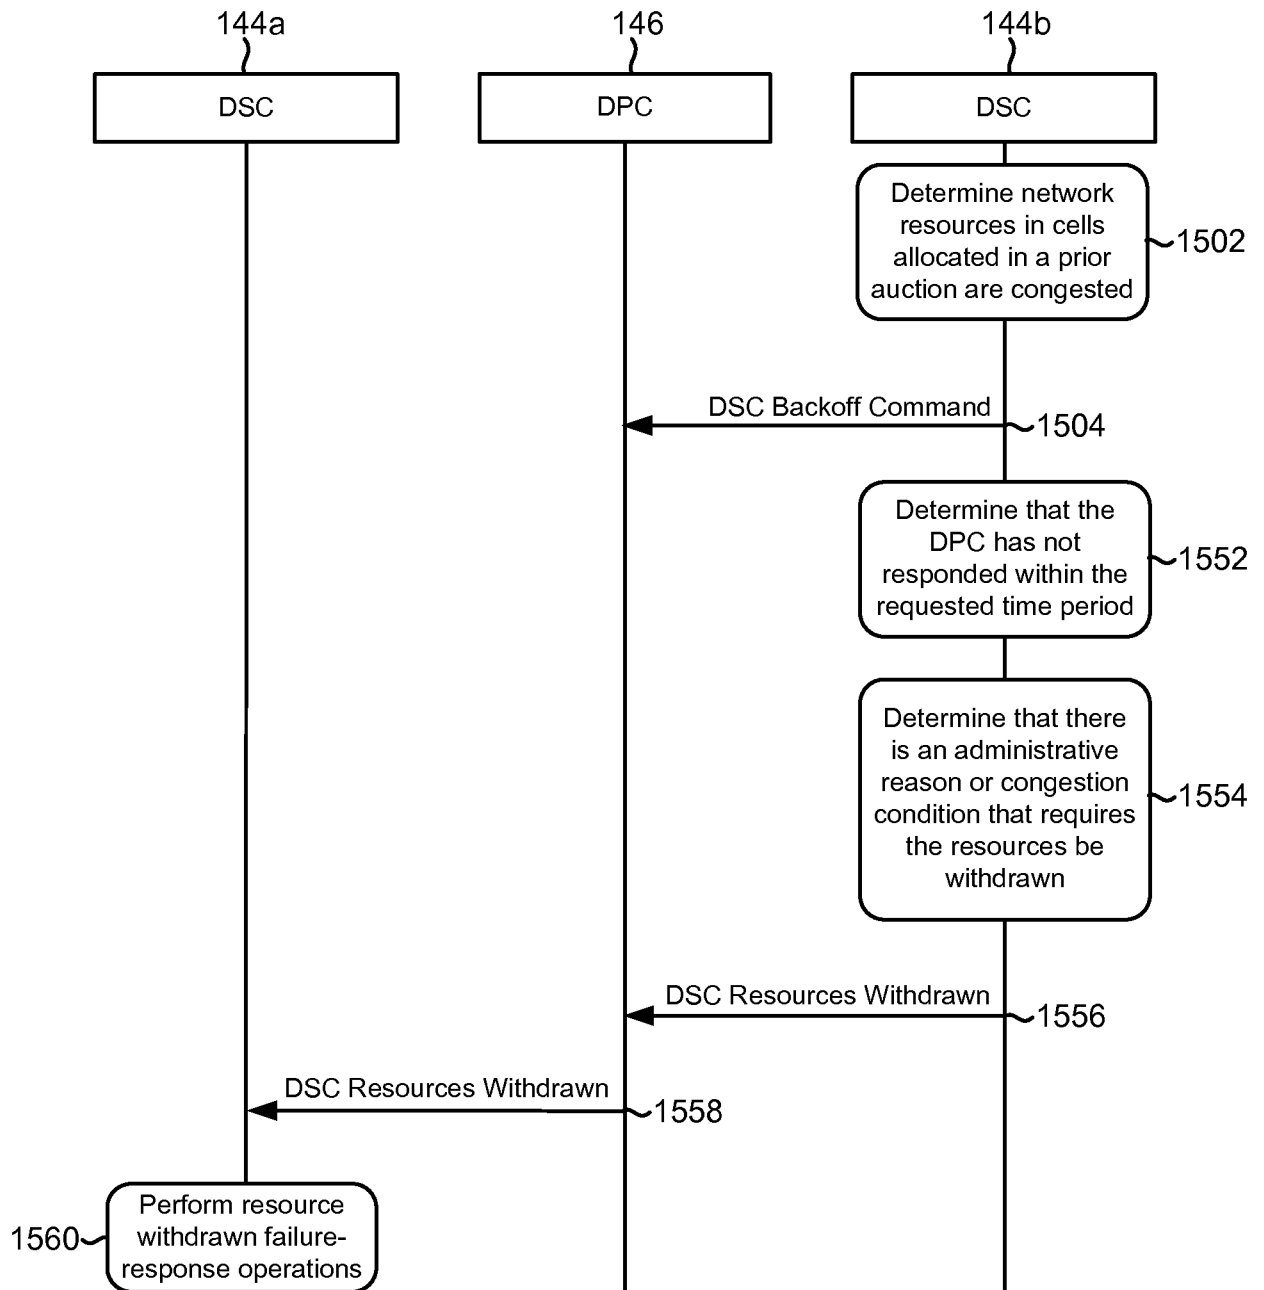 144a
146
144b
DSC
DPC
DSC
Determine network
resources in cells
allocated in a prior
auction are congested
1502
DSC Backoff Command
1504
Determine that the
DPC has not
responded within the
requested time period
1552
Determine that there
is an administrative
reason or congestion
condition that requires
the resources be
withdrawn
1554
DSC Resources Withdrawn
1556
DSC Resources Withdrawn
1558
Perform resource
withdrawn failure-
response operations
1560